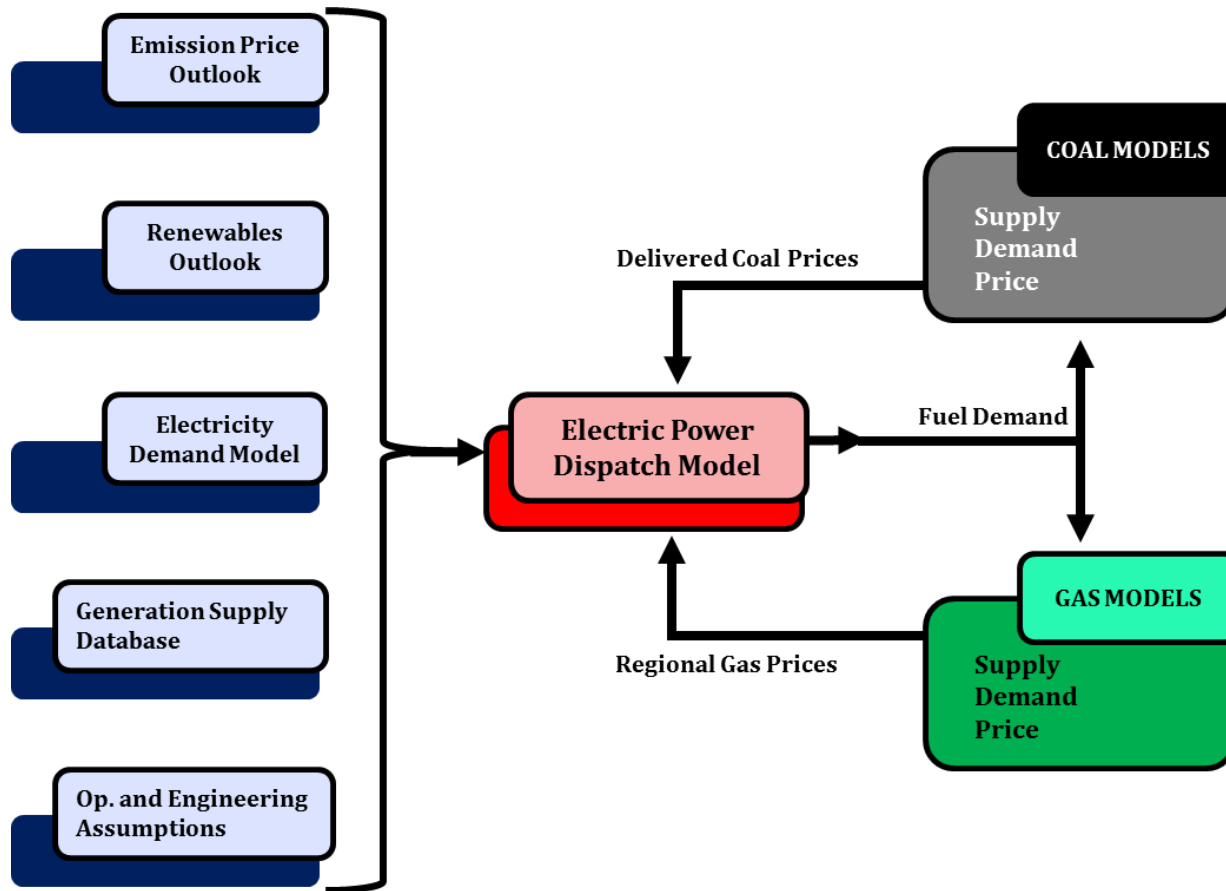 Emission Price
Outlook
Renewables
Outlook
Electricity
Demand Model
Generation Supply
Database
Op. and Engineering
Assumptions
Electric Power
Dispatch Model
Delivered Coal Prices
Fuel Demand
Regional Gas Prices
COAL MODELS
Supply
Demand
Price
GAS MODELS
Supply
Demand
Price